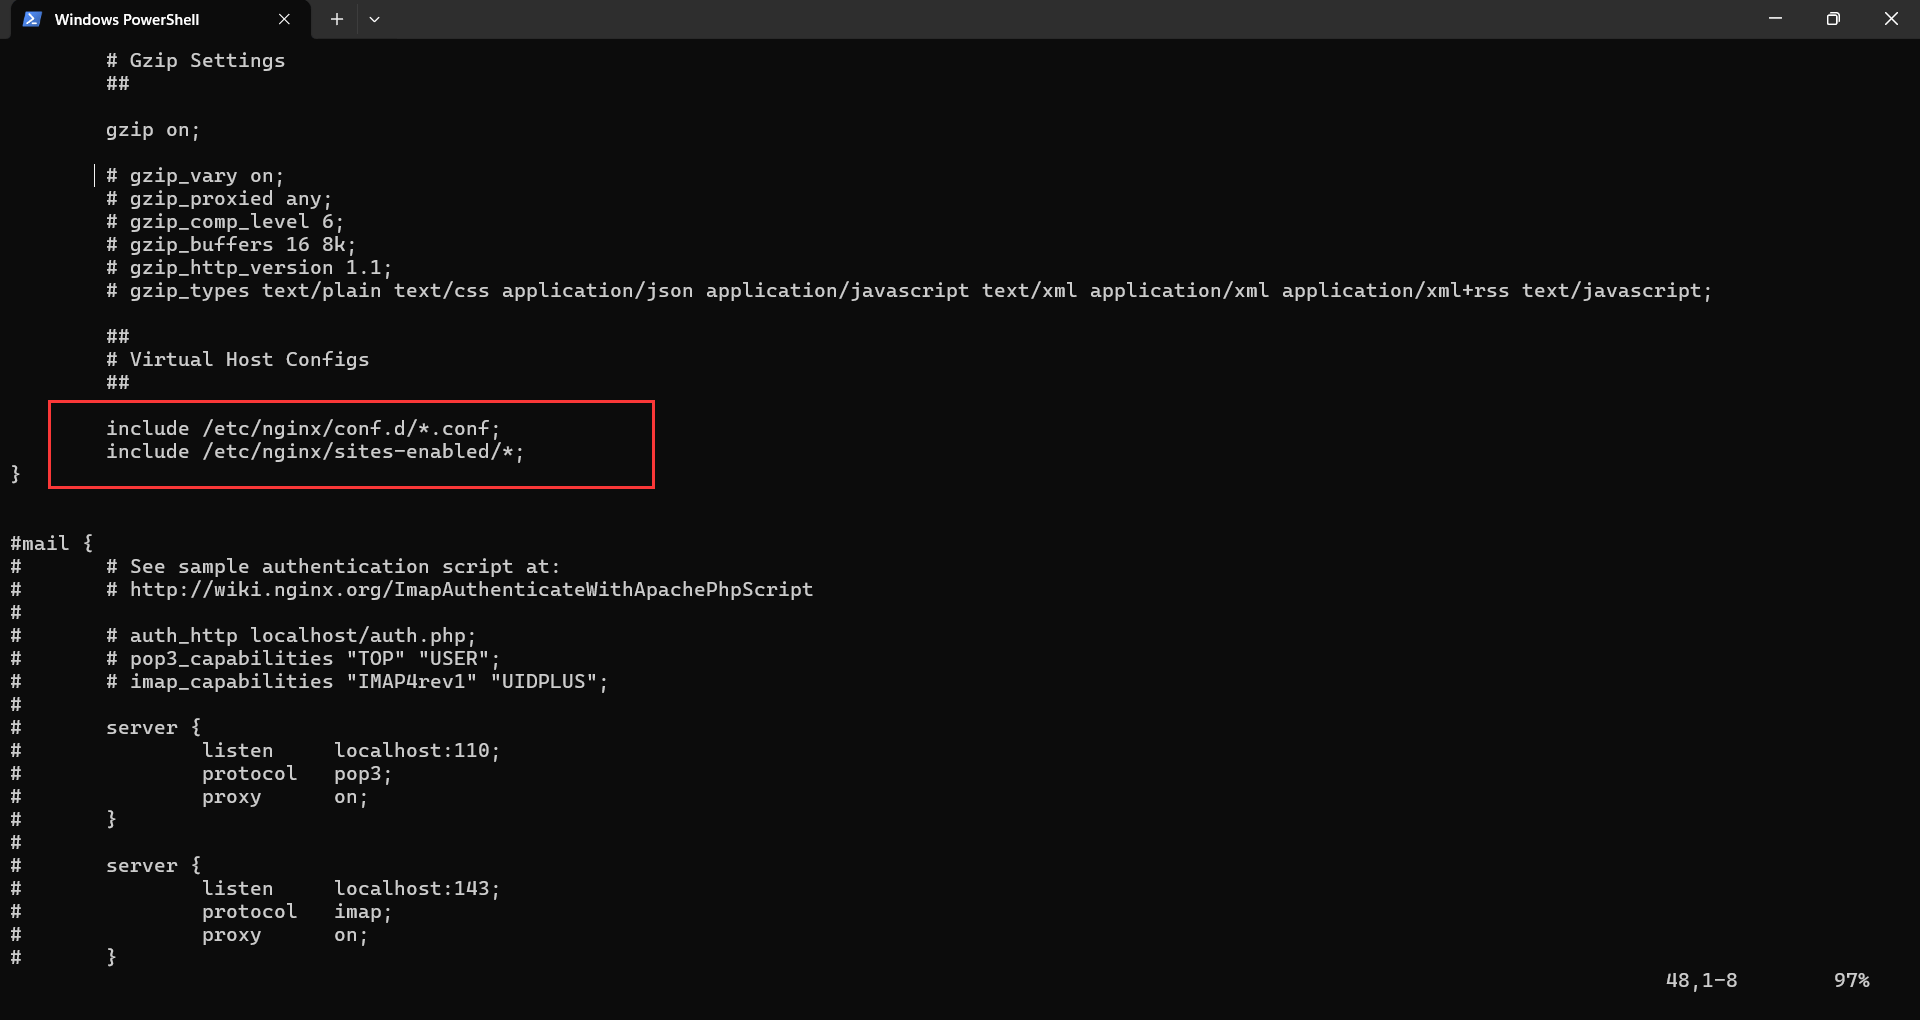 Windows PowerShell
# Gzip Settings
##
gzip on;
# gzip_vary on;
# gzip_proxied any;
# gzip_comp_level 6;
# gzip_buffers 16 8k;
# gzip_http_version 1.1;
# gzip_types text/plain text/css application/json application/javascript text/xml application/xml application/xml+rss text/javascript;
##
# Virtual Host Configs
##
include /etc/nginx/conf.d/*.conf;
include /etc/nginx/sites-enabled/*;
}
#mail {
#       # See sample authentication script at:
#       # http://wiki.nginx.org/ImapAuthenticateWithApachePhpScript
#
#       # auth_http localhost/auth.php;
#       # pop3_capabilities "TOP" "USER";
#       # imap_capabilities "IMAP4rev1" "UIDPLUS";
#
#       server {
#               listen     localhost:110;
#               protocol   pop3;
#               proxy      on;
#       }
#
#       server {
#               listen     localhost:143;
#               protocol   imap;
#               proxy      on;
#       }
48,1-8        97%